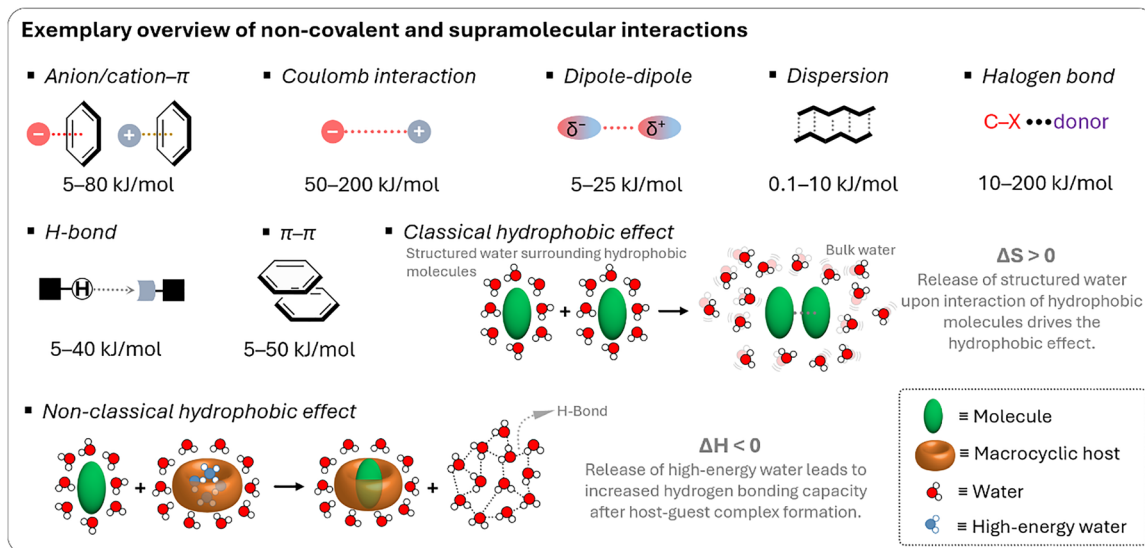 Exemplary overview of non-covalent and supramolecular interactions
▪ Anion/cation–π
▪ Coulomb interaction
▪ Dipole-dipole
▪ Dispersion
▪ Halogen bond
− +
− +
δ− δ+
C–X •••donor
5–80 kJ/mol
50–200 kJ/mol
5–25 kJ/mol
0.1–10 kJ/mol
10–200 kJ/mol
▪ H-bond
▪ π–π
▪ Classical hydrophobic effect
Structured water surrounding hydrophobic
molecules
Bulk water
H
+
5–40 kJ/mol
5–50 kJ/mol
ΔS > 0
Release of structured water
upon interaction of hydrophobic
molecules drives the
hydrophobic effect.
▪ Non-classical hydrophobic effect
H-Bond
+ +
ΔH < 0
Release of high-energy water leads to
increased hydrogen bonding capacity
after host-guest complex formation.
≡ Molecule
≡ Macrocyclic host
≡ Water
≡ High-energy water